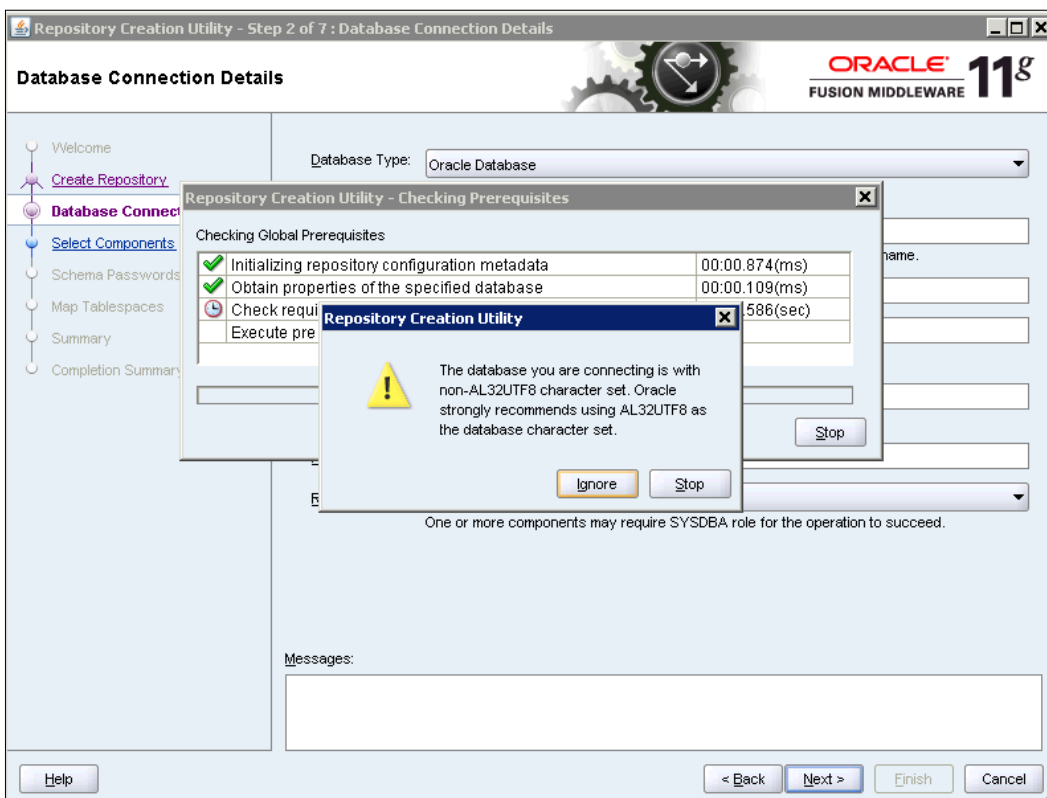 Repository Creation Utility - Step 2 of 7 : Database Connection Details
Database Connection Details
ORACLE
FUSION MIDDLEWARE
11g
Welcome
Create Repository
Database Connect
Select Components
Schema Passwords
Map Tablespaces
Summary
Completion Summary
Database Type:
Oracle Database
name.
Repository Creation Utility - Checking Prerequisites
Checking Global Prerequisites
Initializing repository configuration metadata 00:00.874(ms)
Obtain properties of the specified database 00:00.109(ms)
Check requi .586(sec)
Execute pre
Stop
Repository Creation Utility
The database you are connecting is with
non-AL32UTF8 character set. Oracle
strongly recommends using AL32UTF8 as
the database character set.
Ignore
Stop
One or more components may require SYSDBA role for the operation to succeed.
Messages:
Help
< Back
Next >
Finish
Cancel